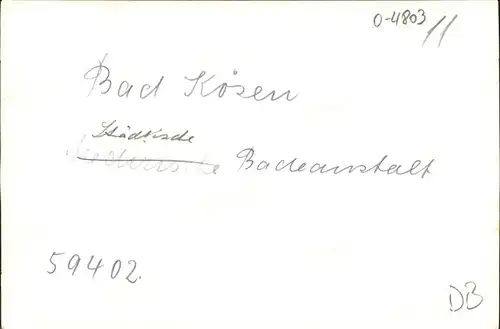 0-4803 11
Bad Kösen
Städtische
Badeanstalt
59402.
DB